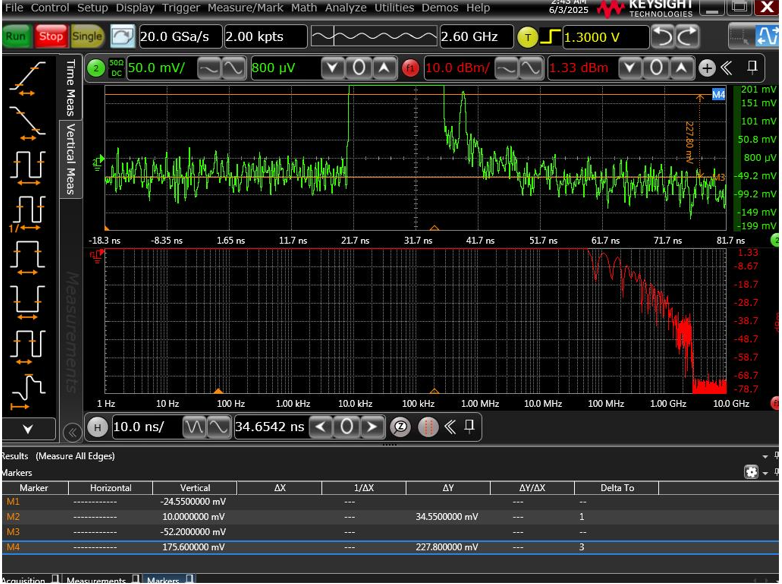 File Control Setup Display Trigger Measure/Mark Math Analyze Utilities Demos Help
2:43 AM
6/3/2025
KEYSIGHT
TECHNOLOGIES
Run Stop Single 20.0 GSa/s 2.00 kpts 2.60 GHz T 1.3000 V
2 50Ω DC 50.0 mV/ 800 µV 0 f1 10.0 dBm/ 1.33 dBm 0
Time Meas
Vertical Meas
Measurements
1/
M4
227.80 mV
M3
201 mV
151 mV
101 mV
50.8 mV
800 µV
-49.2 mV
-99.2 mV
-149 mV
-199 mV
-18.3 ns -8.35 ns 1.65 ns 11.7 ns 21.7 ns 31.7 ns 41.7 ns 51.7 ns 61.7 ns 71.7 ns 81.7 ns
1.33
-8.67
-18.7
-28.7
-38.7
-48.7
-58.7
-68.7
-78.7
1 Hz 10 Hz 100 Hz 1.00 kHz 10.0 kHz 100 kHz 1.00 MHz 10.0 MHz 100 MHz 1.00 GHz 10.0 GHz
H 10.0 ns/ 34.6542 ns 0
Results (Measure All Edges)
Markers
Marker Horizontal Vertical ΔX 1/ΔX ΔY ΔY/ΔX Delta To
M1 ------------ -24.5500000 mV --- --- --
M2 ------------ 10.0000000 mV --- 34.5500000 mV --- 1
M3 ------------ -52.2000000 mV --- --- --
M4 ------------ 175.600000 mV --- 227.800000 mV --- 3
Acquisition Measurements Markers